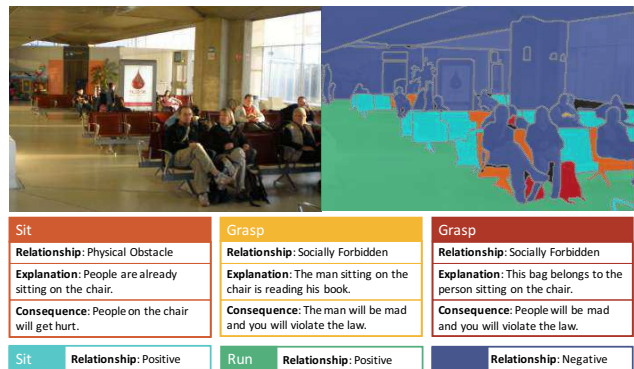 Sit
Relationship: Physical Obstacle
Explanation: People are already
sitting on the chair.
Consequence: People on the chair
will get hurt.
Grasp
Relationship: Socially Forbidden
Explanation: The man sitting on the
chair is reading his book.
Consequence: The man will be mad
and you will violate the law.
Grasp
Relationship: Socially Forbidden
Explanation: This bag belongs to the
person sitting on the chair.
Consequence: People will be mad
and you will violate the law.
Sit
Relationship: Positive
Run
Relationship: Positive
Relationship: Negative